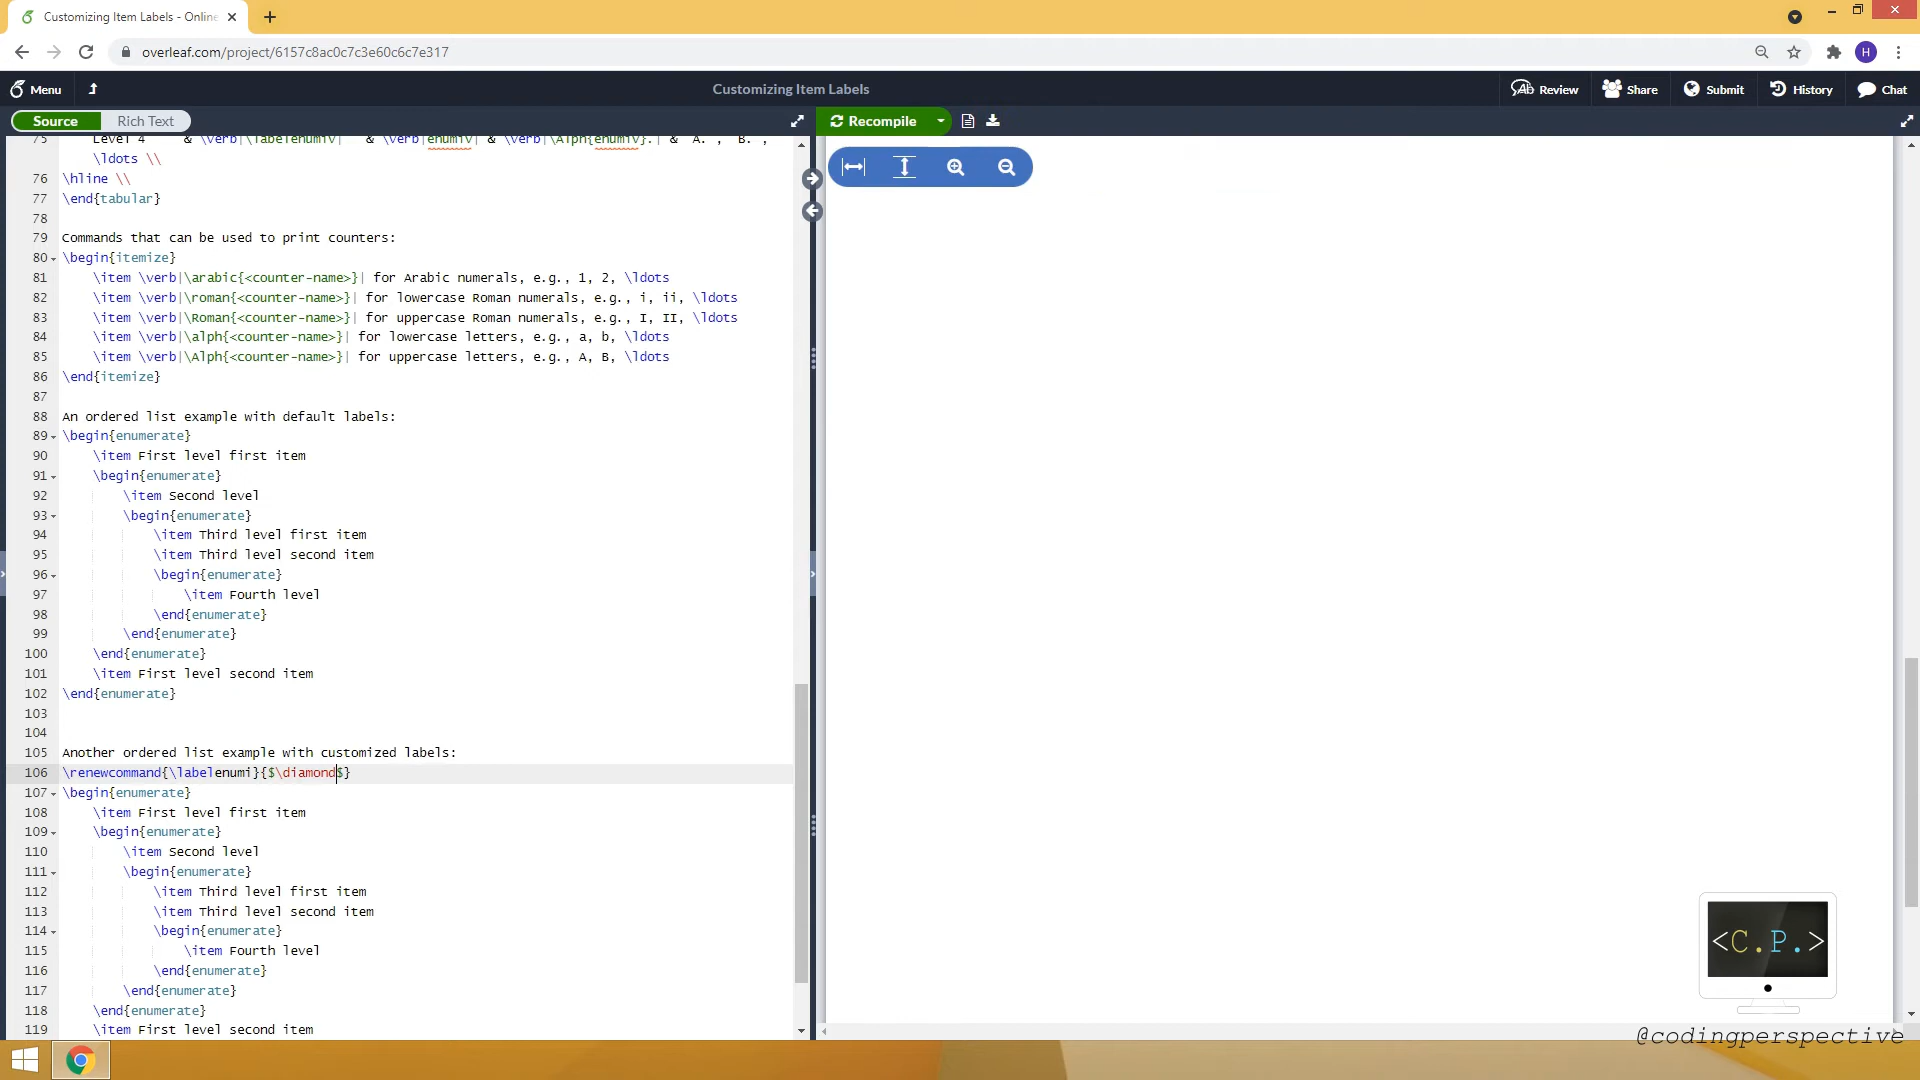 Customizing Item Labels - Online
overleaf.com/project/6157c8ac0c7c3e60c6c7e317
H
Menu
Customizing Item Labels
Review
Share
Submit
History
Chat
Source
Rich Text
Recompile
75 Level 4 & \verb|\labelenumiv| & \verb|enumiv| & \verb|\Alph{enumiv}.| & `A.', `B.',
\ldots \\
76 \hline \\
77 \end{tabular}
78
79 Commands that can be used to print counters:
80 \begin{itemize}
81 \item \verb|\arabic{<counter-name>}| for Arabic numerals, e.g., 1, 2, \ldots
82 \item \verb|\roman{<counter-name>}| for lowercase Roman numerals, e.g., i, ii, \ldots
83 \item \verb|\Roman{<counter-name>}| for uppercase Roman numerals, e.g., I, II, \ldots
84 \item \verb|\alph{<counter-name>}| for lowercase letters, e.g., a, b, \ldots
85 \item \verb|\Alph{<counter-name>}| for uppercase letters, e.g., A, B, \ldots
86 \end{itemize}
87
88 An ordered list example with default labels:
89 \begin{enumerate}
90 \item First level first item
91 \begin{enumerate}
92 \item Second level
93 \begin{enumerate}
94 \item Third level first item
95 \item Third level second item
96 \begin{enumerate}
97 \item Fourth level
98 \end{enumerate}
99 \end{enumerate}
100 \end{enumerate}
101 \item First level second item
102 \end{enumerate}
103
104
105 Another ordered list example with customized labels:
106 \renewcommand{\labelenumi}{$\diamond$}
107 \begin{enumerate}
108 \item First level first item
109 \begin{enumerate}
110 \item Second level
111 \begin{enumerate}
112 \item Third level first item
113 \item Third level second item
114 \begin{enumerate}
115 \item Fourth level
116 \end{enumerate}
117 \end{enumerate}
118 \end{enumerate}
119 \item First level second item
<C.P.>
@codingperspective